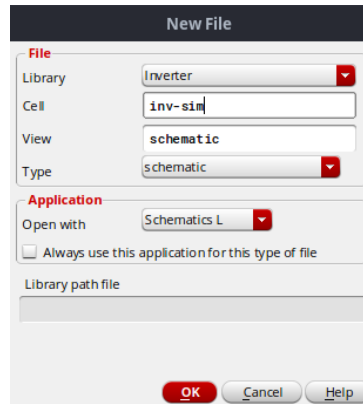 New File
File
Library Inverter
Cell inv-sim
View schematic
Type schematic
Application
Open with Schematics L
Always use this application for this type of file
Library path file
OK Cancel Help